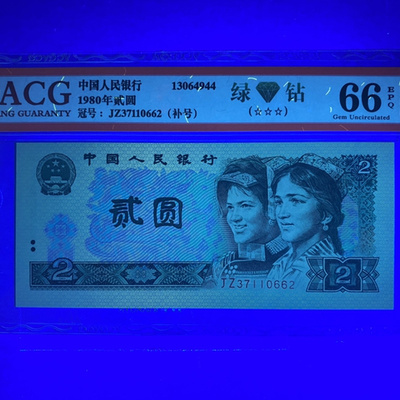 ACG 中国人民银行 13064944 绿 钻 66 EPQ
1980年贰圆
NG GUARANTY 冠号：JZ37110662 (补号) (☆☆☆) Gem Uncirculated
中国人民银行
2
贰圆
JZ37110662
2
2